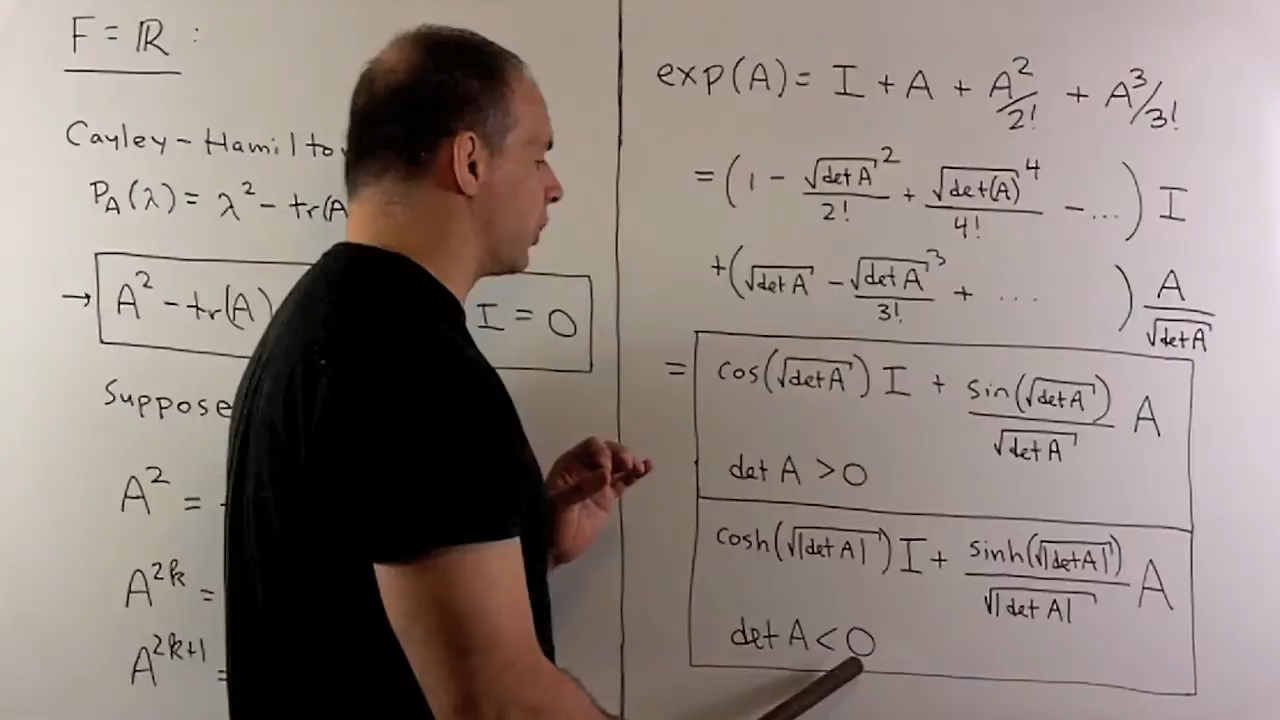 F = ℝ :
Cayley-Hamilto
P_A(λ) = λ² - tr(A
→ A² - tr(A) I = 0
Suppose
A² =
A^{2k} =
A^{2k+1} =
exp(A) = I + A + A²/2! + A³/3!
= (1 - √det A²/2! + √det(A)⁴/4! - ...) I
+ (√det A - √det A³/3! + ... ) A/√det A
= cos(√det A) I + sin(√det A)/√det A A
det A > 0
cosh(√|det A|) I + sinh(√|det A|)/√|det A| A
det A < 0